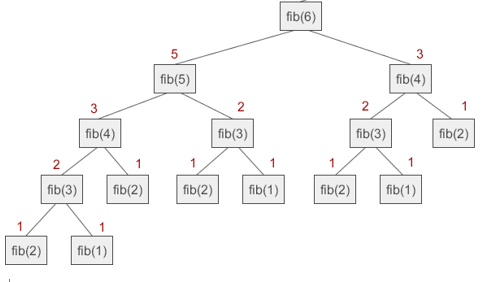 fib(6)
5 3
fib(5) fib(4)
3 2 2 1
fib(4) fib(3) fib(3) fib(2)
2 1 1 1 1 1
fib(3) fib(2) fib(2) fib(1) fib(2) fib(1)
1 1
fib(2) fib(1)